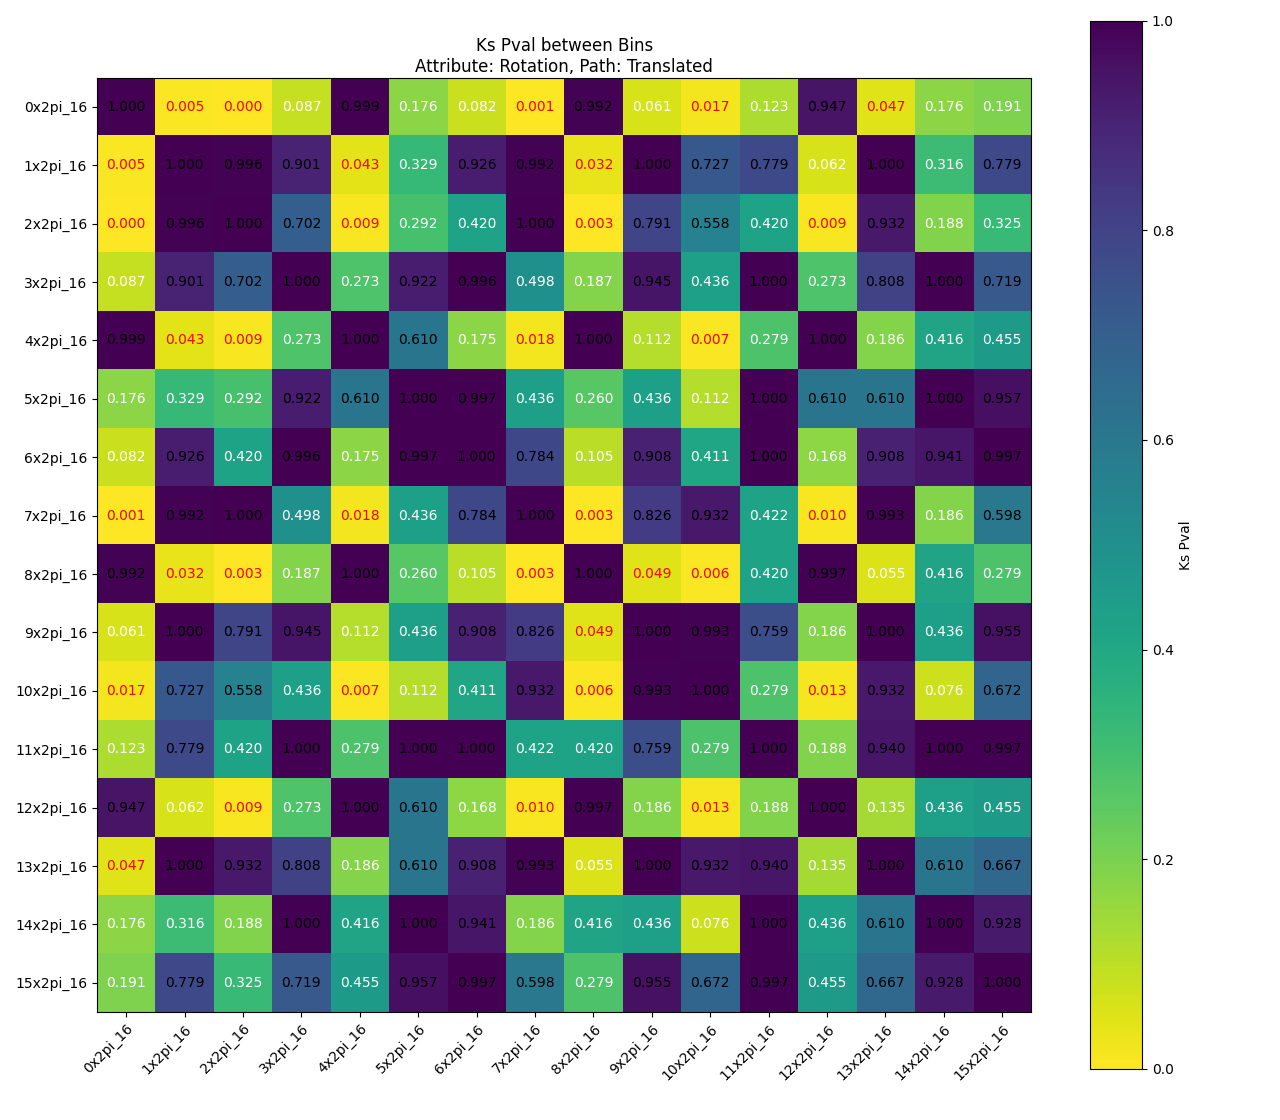 Ks Pval between Bins
Attribute: Rotation, Path: Translated
0x2pi_16 1.000 0.005 0.000 0.087 0.999 0.176 0.082 0.001 0.992 0.061 0.017 0.123 0.947 0.047 0.176 0.191
1x2pi_16 0.005 1.000 0.996 0.901 0.043 0.329 0.926 0.992 0.032 1.000 0.727 0.779 0.062 1.000 0.316 0.779
2x2pi_16 0.000 0.996 1.000 0.702 0.009 0.292 0.420 1.000 0.003 0.791 0.558 0.420 0.009 0.932 0.188 0.325
3x2pi_16 0.087 0.901 0.702 1.000 0.273 0.922 0.996 0.498 0.187 0.945 0.436 1.000 0.273 0.808 1.000 0.719
4x2pi_16 0.999 0.043 0.009 0.273 1.000 0.610 0.175 0.018 1.000 0.112 0.007 0.279 1.000 0.186 0.416 0.455
5x2pi_16 0.176 0.329 0.292 0.922 0.610 1.000 0.997 0.436 0.260 0.436 0.112 1.000 0.610 0.610 1.000 0.957
6x2pi_16 0.082 0.926 0.420 0.996 0.175 0.997 1.000 0.784 0.105 0.908 0.411 1.000 0.168 0.908 0.941 0.997
7x2pi_16 0.001 0.992 1.000 0.498 0.018 0.436 0.784 1.000 0.003 0.826 0.932 0.422 0.010 0.993 0.186 0.598
8x2pi_16 0.992 0.032 0.003 0.187 1.000 0.260 0.105 0.003 1.000 0.049 0.006 0.420 0.997 0.055 0.416 0.279
9x2pi_16 0.061 1.000 0.791 0.945 0.112 0.436 0.908 0.826 0.049 1.000 0.993 0.759 0.186 1.000 0.436 0.955
10x2pi_16 0.017 0.727 0.558 0.436 0.007 0.112 0.411 0.932 0.006 0.993 1.000 0.279 0.013 0.932 0.076 0.672
11x2pi_16 0.123 0.779 0.420 1.000 0.279 1.000 1.000 0.422 0.420 0.759 0.279 1.000 0.188 0.940 1.000 0.997
12x2pi_16 0.947 0.062 0.009 0.273 1.000 0.610 0.168 0.010 0.997 0.186 0.013 0.188 1.000 0.135 0.436 0.455
13x2pi_16 0.047 1.000 0.932 0.808 0.186 0.610 0.908 0.993 0.055 1.000 0.932 0.940 0.135 1.000 0.610 0.667
14x2pi_16 0.176 0.316 0.188 1.000 0.416 1.000 0.941 0.186 0.416 0.436 0.076 1.000 0.436 0.610 1.000 0.928
15x2pi_16 0.191 0.779 0.325 0.719 0.455 0.957 0.997 0.598 0.279 0.955 0.672 0.997 0.455 0.667 0.928 1.000
0x2pi_16 1x2pi_16 2x2pi_16 3x2pi_16 4x2pi_16 5x2pi_16 6x2pi_16 7x2pi_16 8x2pi_16 9x2pi_16 10x2pi_16 11x2pi_16 12x2pi_16 13x2pi_16 14x2pi_16 15x2pi_16
1.0
0.8
0.6
0.4
0.2
0.0
Ks Pval